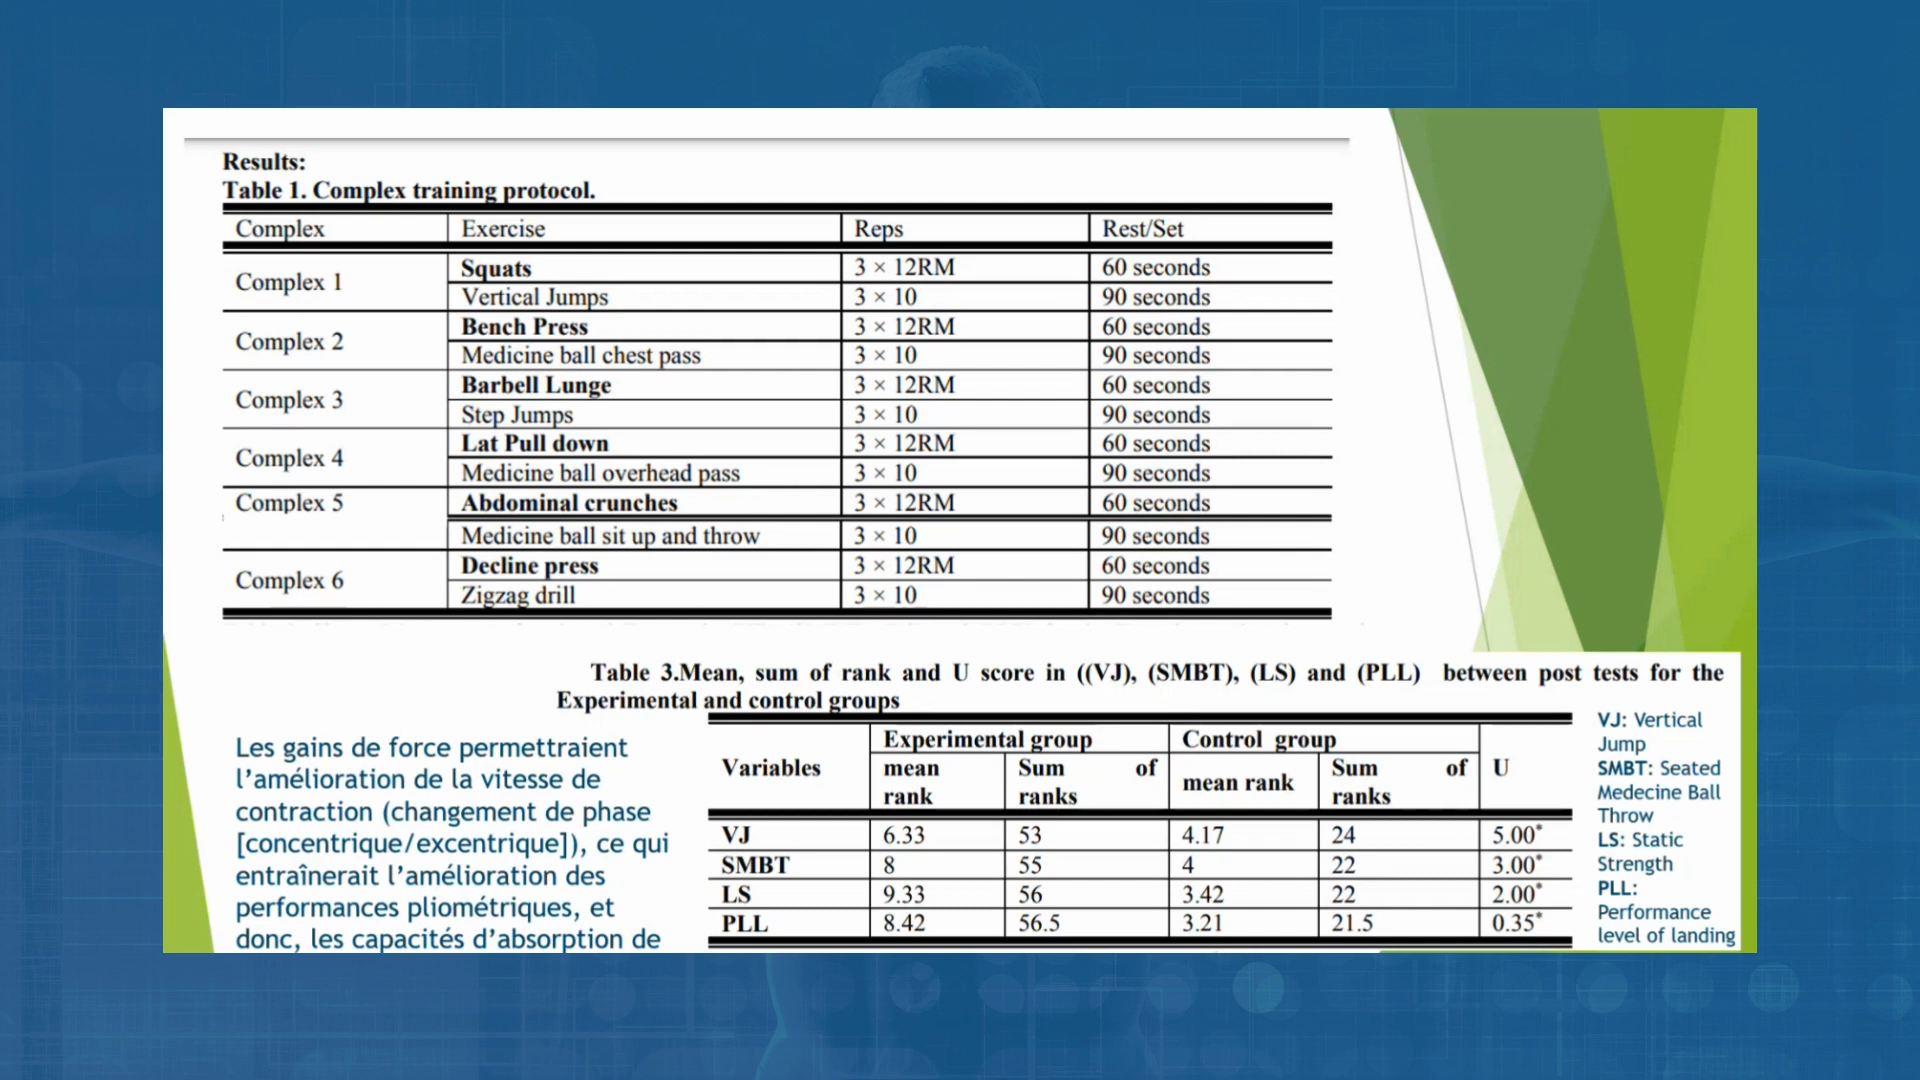 Results:
Table 1. Complex training protocol.
Complex Exercise Reps Rest/Set
Complex 1 Squats 3 × 12RM 60 seconds
Vertical Jumps 3 × 10 90 seconds
Complex 2 Bench Press 3 × 12RM 60 seconds
Medicine ball chest pass 3 × 10 90 seconds
Complex 3 Barbell Lunge 3 × 12RM 60 seconds
Step Jumps 3 × 10 90 seconds
Complex 4 Lat Pull down 3 × 12RM 60 seconds
Medicine ball overhead pass 3 × 10 90 seconds
Complex 5 Abdominal crunches 3 × 12RM 60 seconds
Medicine ball sit up and throw 3 × 10 90 seconds
Complex 6 Decline press 3 × 12RM 60 seconds
Zigzag drill 3 × 10 90 seconds
Table 3.Mean, sum of rank and U score in ((VJ), (SMBT), (LS) and (PLL) between post tests for the
Experimental and control groups
Les gains de force permettraient
l'amélioration de la vitesse de
contraction (changement de phase
[concentrique/excentrique]), ce qui
entraînerait l'amélioration des
performances pliométriques, et
donc, les capacités d'absorption de
Variables Experimental group Control group U
mean rank Sum of ranks mean rank Sum of ranks
VJ 6.33 53 4.17 24 5.00*
SMBT 8 55 4 22 3.00*
LS 9.33 56 3.42 22 2.00*
PLL 8.42 56.5 3.21 21.5 0.35*
VJ: Vertical
Jump
SMBT: Seated
Medecine Ball
Throw
LS: Static
Strength
PLL:
Performance
level of landing